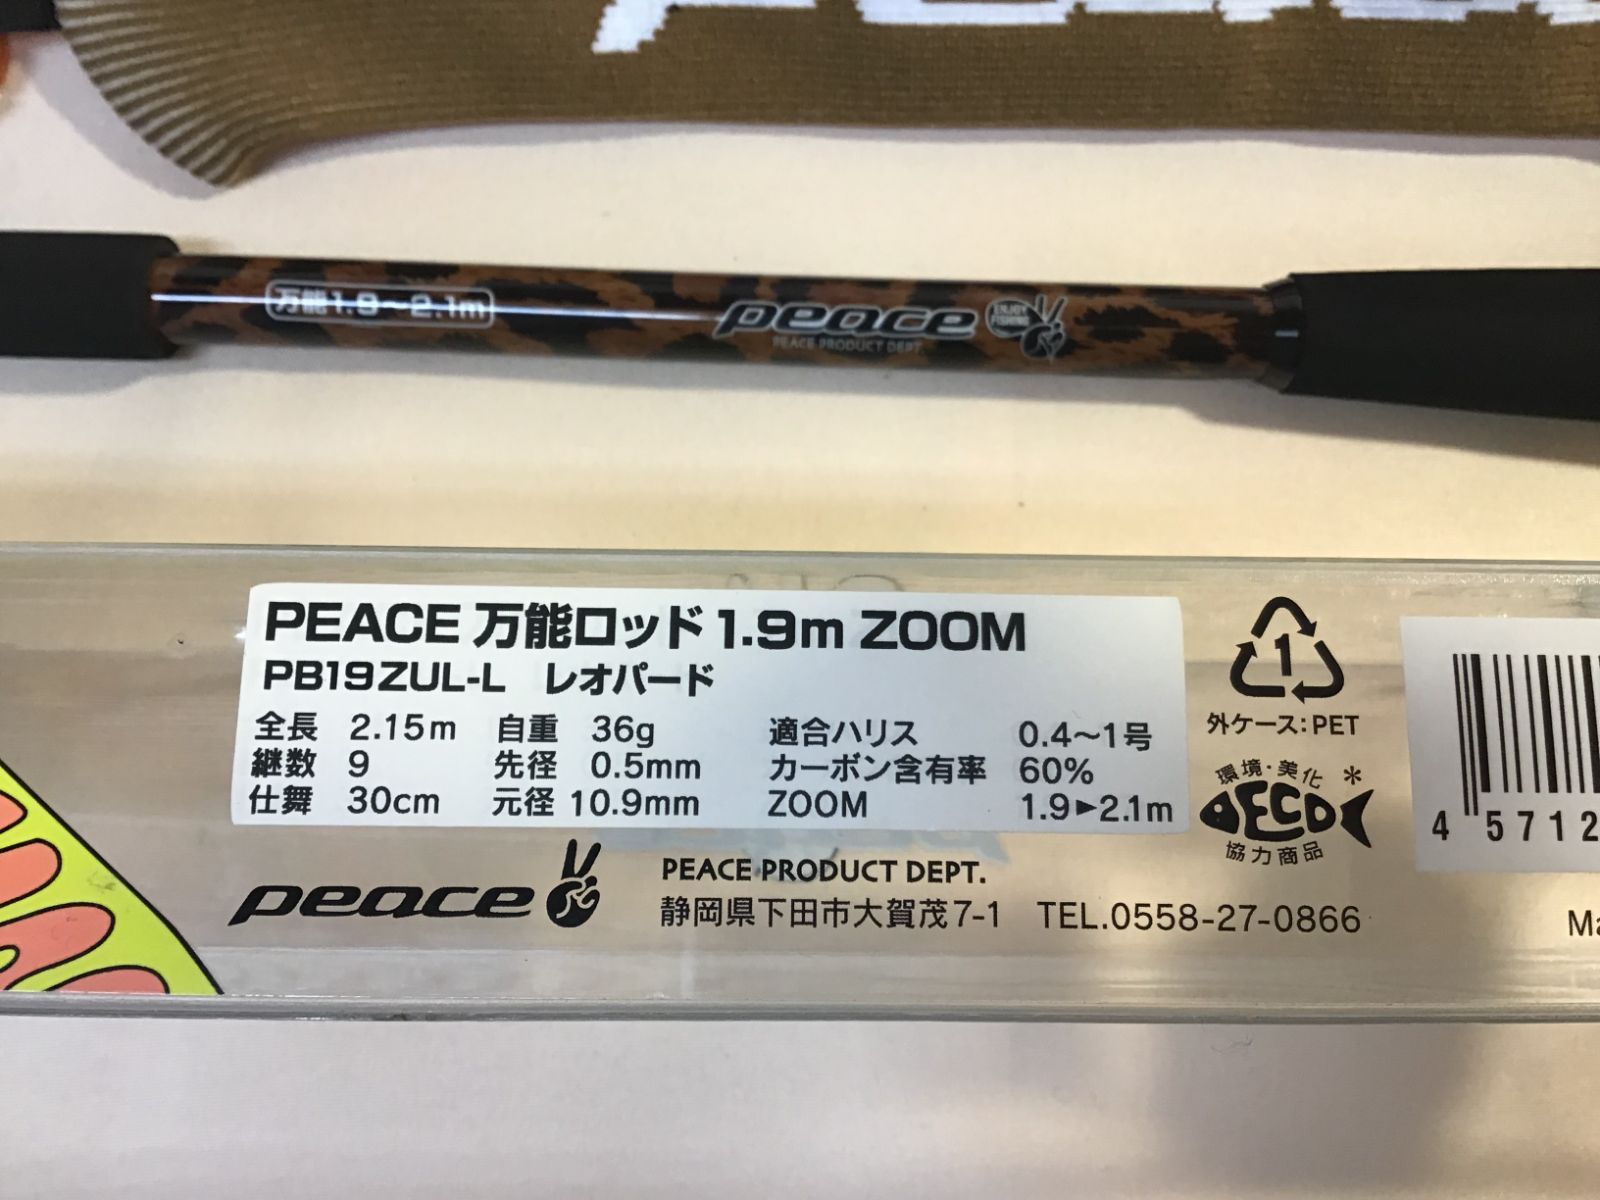 万能1.9〜2.1m
peace
PEACE PRODUCT DEPT.
ENJOY
FISHING
PEACE 万能ロッド 1.9m ZOOM
PB19ZUL-L レオパード
全長 2.15m 自重 36g 適合ハリス 0.4〜1号
継数 9 先径 0.5mm カーボン含有率 60%
仕舞 30cm 元径 10.9mm ZOOM 1.9►2.1m
1
外ケース:PET
環境・美化 *
ECO
協力商品
4 5712
peace
PEACE PRODUCT DEPT.
静岡県下田市大賀茂7-1 TEL.0558-27-0866